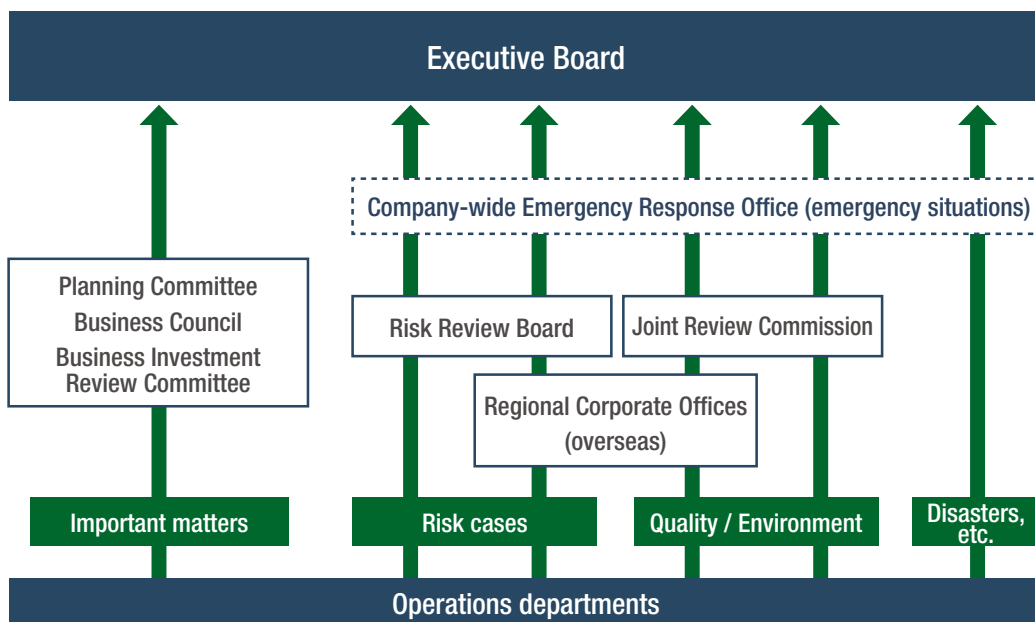 Executive Board
Company-wide Emergency Response Office (emergency situations)
Planning Committee
Business Council
Business Investment
Review Committee
Risk Review Board
Joint Review Commission
Regional Corporate Offices
(overseas)
Important matters
Risk cases
Quality / Environment
Disasters,
etc.
Operations departments